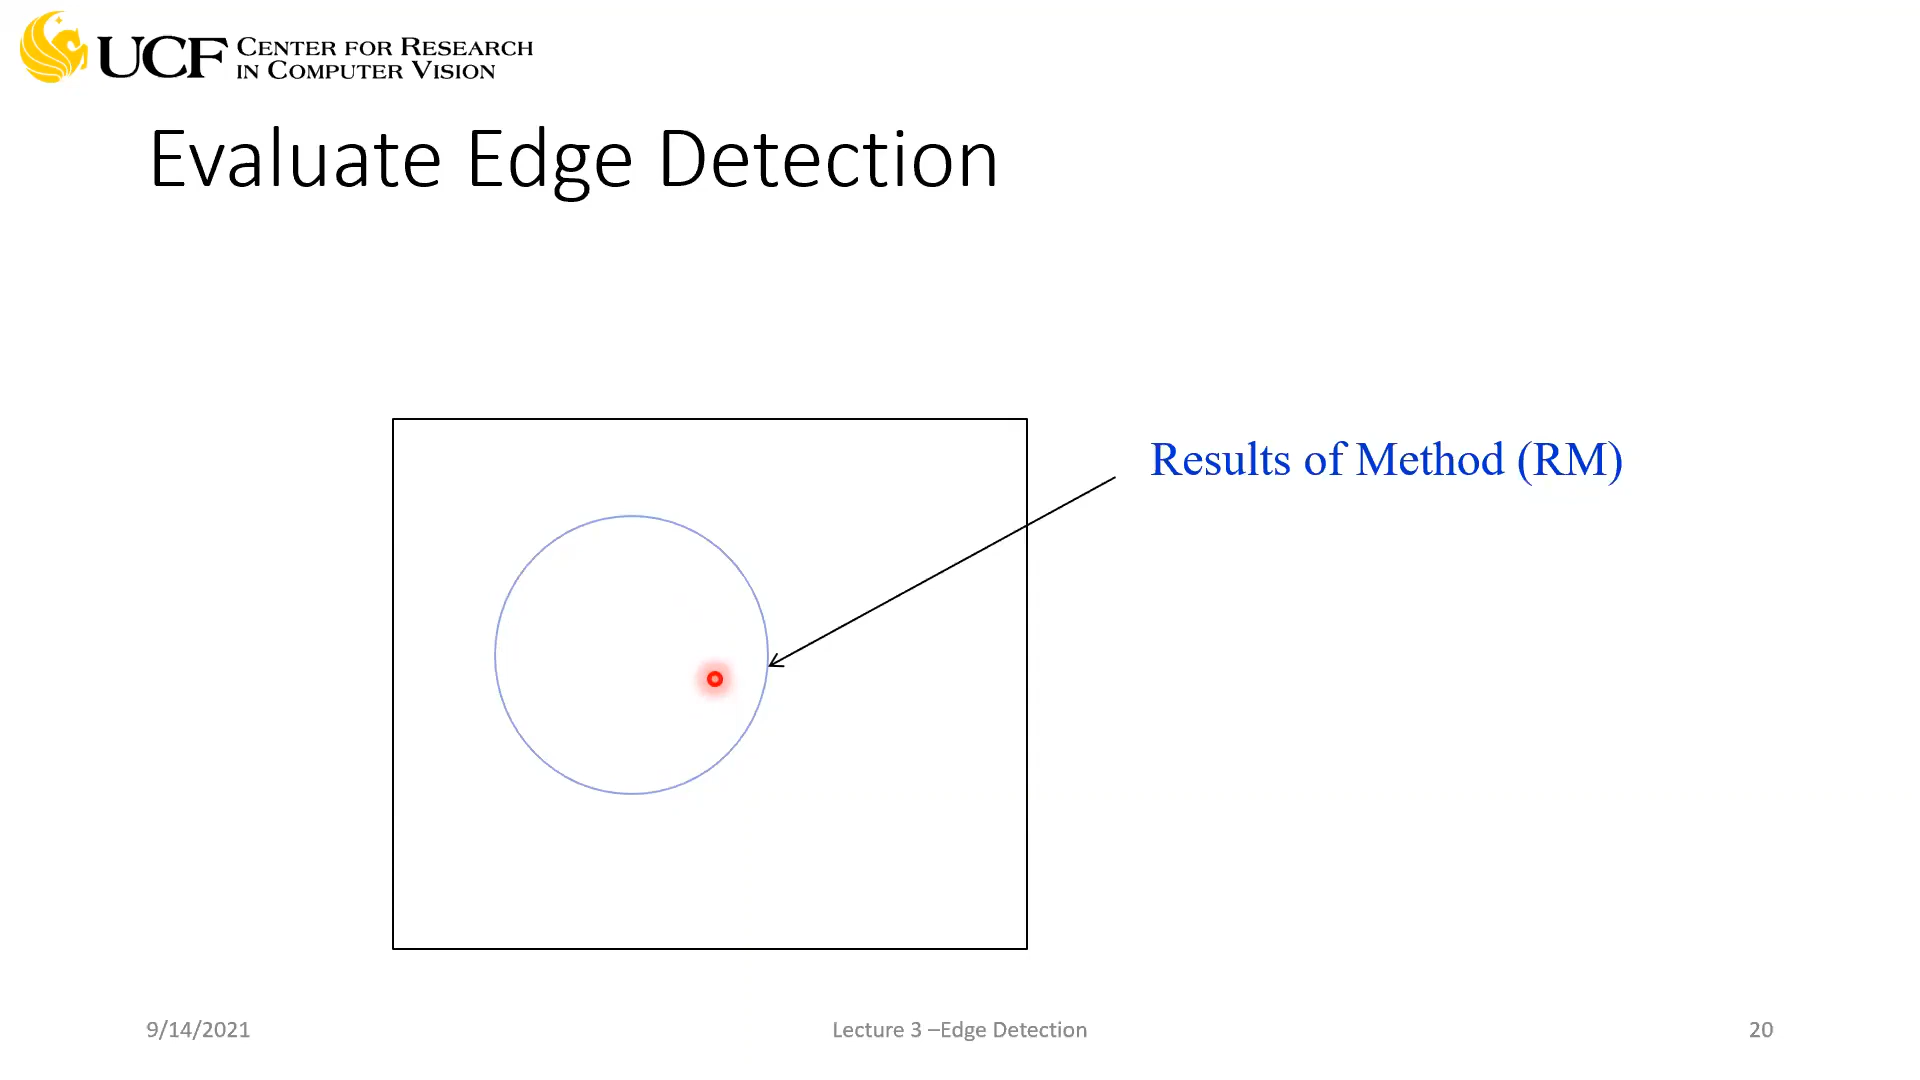 UCF CENTER FOR RESEARCH
IN COMPUTER VISION
Evaluate Edge Detection
Results of Method (RM)
9/14/2021
Lecture 3 –Edge Detection
20